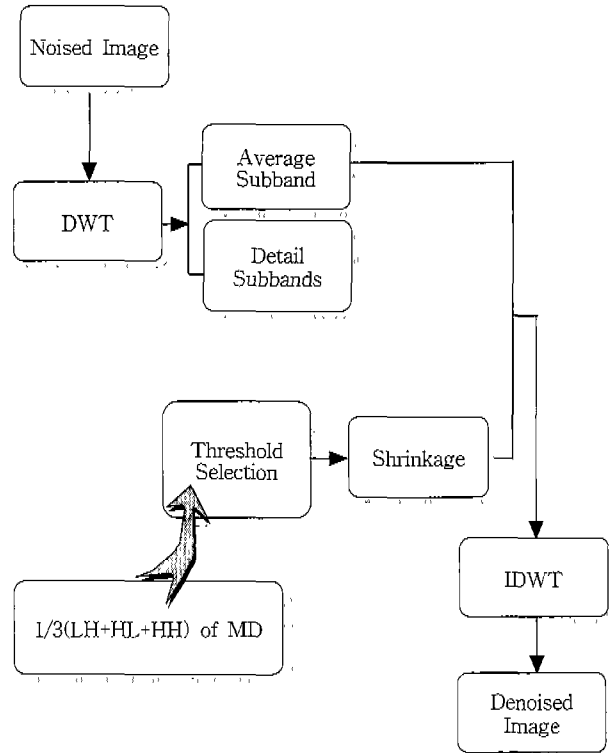 Noised Image
DWT
Average
Subband
Detail
Subbands
Threshold
Selection
Shrinkage
1/3(LH+HL+HH) of MD
IDWT
Denoised
Image